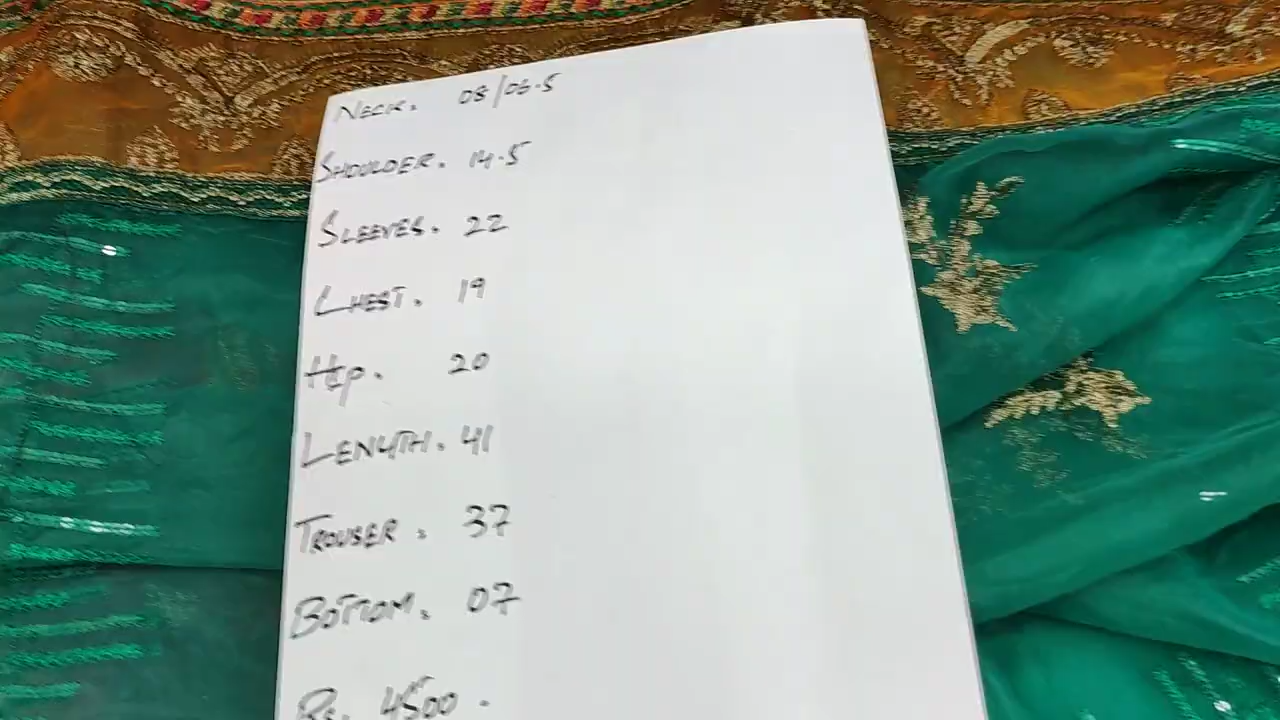 NECK. 08/06.5
SHOULDER. 14.5
SLEEVES. 22
CHEST. 19
HIP. 20
LENGTH. 41
TROUSER. 37
BOTTOM. 07
Rs. 4500.